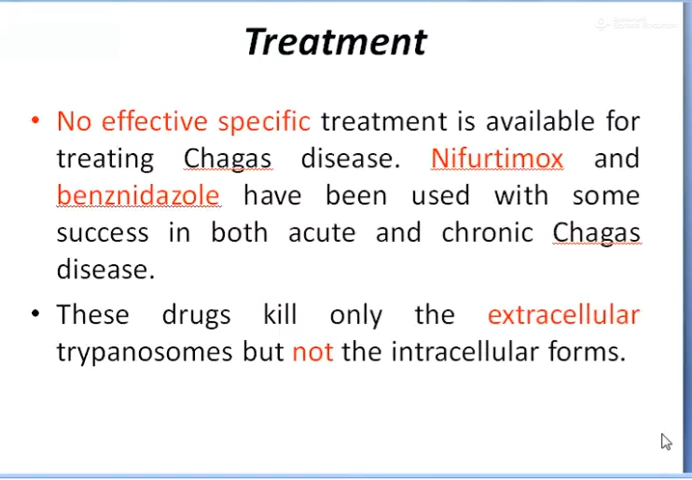 Treatment
• No effective specific treatment is available for
treating Chagas disease. Nifurtimox and
benznidazole have been used with some
success in both acute and chronic Chagas
disease.
• These drugs kill only the extracellular
trypanosomes but not the intracellular forms.